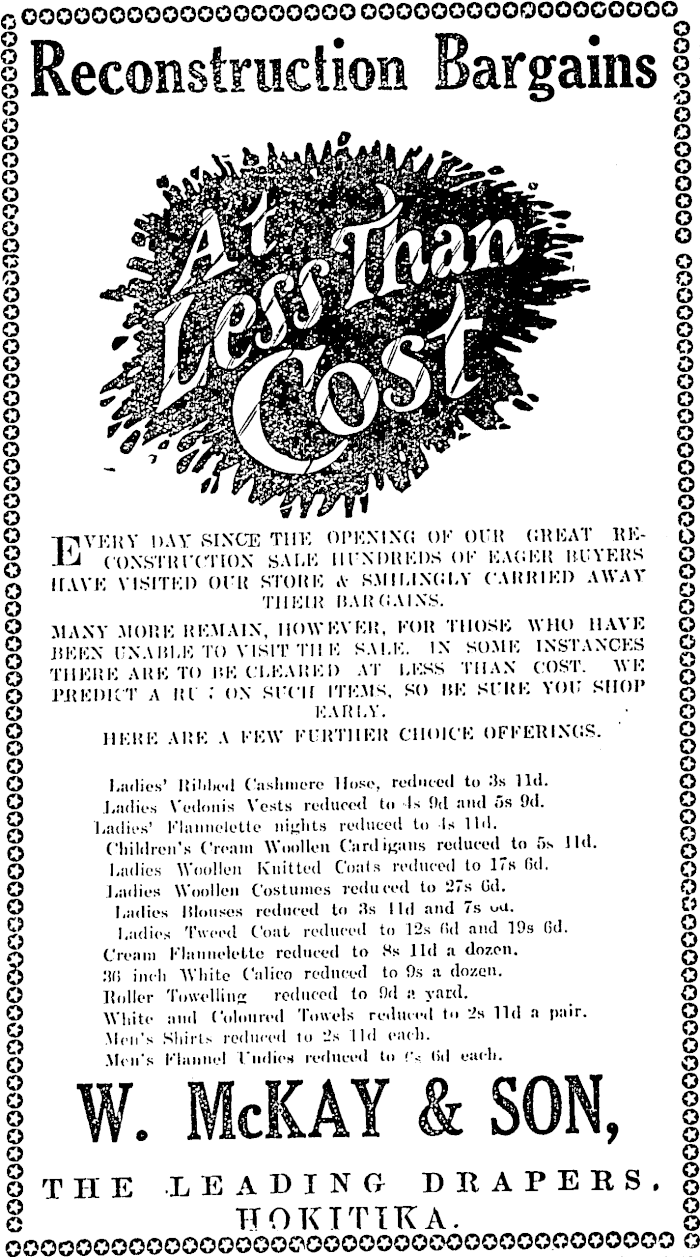 Reconstruction Bargains
At
Less Than
Cost
EVERY DAY SINCE THE OPENING OF OUR GREAT RE-
CONSTRUCTION SALE HUNDREDS OF EAGER BUYERS
HAVE VISITED OUR STORE & SMILINGLY CARRIED AWAY
THEIR BARGAINS.
MANY MORE REMAIN, HOWEVER, FOR THOSE WHO HAVE
BEEN UNABLE TO VISIT THE SALE. IN SOME INSTANCES
THERE ARE TO BE CLEARED AT LESS THAN COST. WE
PREDICT A ON SUCH ITEMS, SO BE SURE YOU SHOP
EARLY.
HERE ARE A FEW FURTHER CHOICE OFFERINGS.
Ladies' Ribbed Cashmere Hose, reduced to 3s 11d.
Ladies Vedonis Vests reduced to 4s 9d and 5s 9d.
Ladies' Flannelette nights reduced to 4s 11d.
Children's Cream Woollen Cardigans reduced to 5s 11d.
Ladies Woollen Knitted Coats reduced to 17s 6d.
Ladies Woollen Costumes reduced to 27s 6d.
Ladies Blouses reduced to 3s 11d and 7s
Ladies Tweed Coat reduced to 12s 6d and 19s 6d.
Cream Flannelette reduced to 8s 11d a dozen.
36 inch White Calico reduced to 9s a dozen.
Roller Towelling reduced to 9d a yard.
White and Coloured Towels reduced to 2s 11d a pair.
Men's Shirts reduced to 2s 11d each.
Men's Flannel Undies reduced to 6d each.
W. McKAY & SON,
THE LEADING DRAPERS.
HOKITIKA.